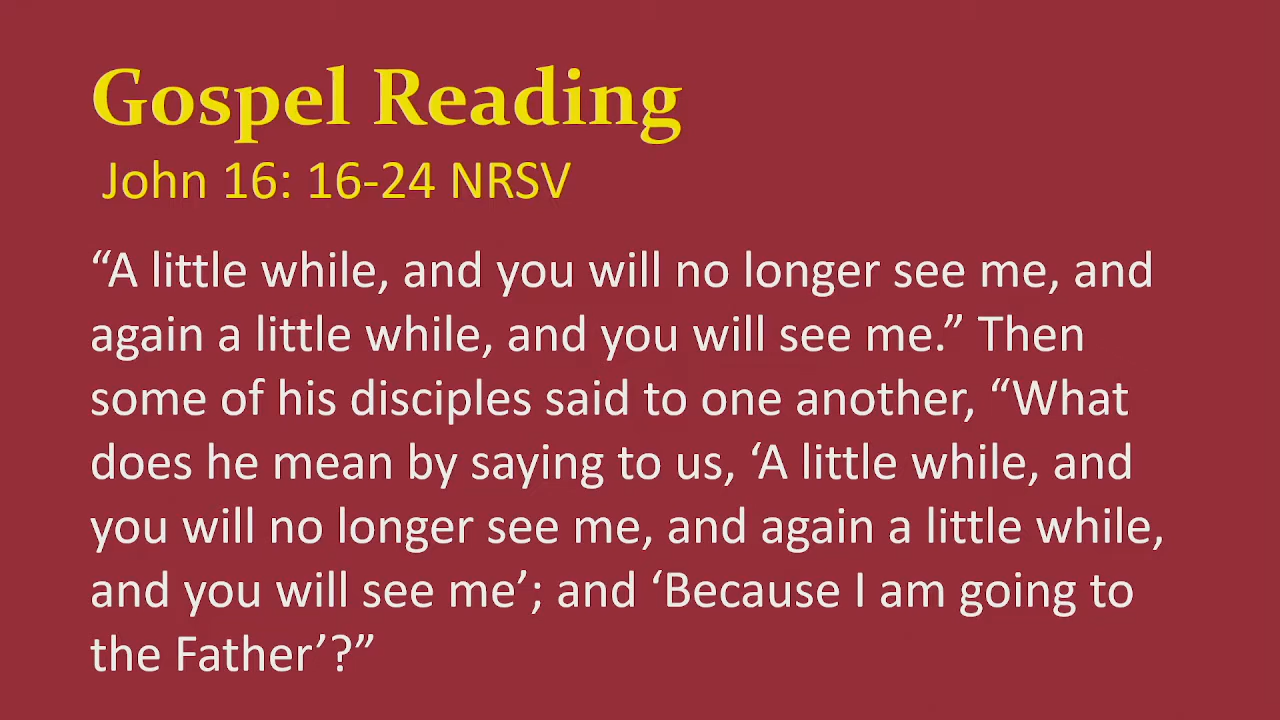 Gospel Reading
John 16: 16-24 NRSV
“A little while, and you will no longer see me, and
again a little while, and you will see me.” Then
some of his disciples said to one another, “What
does he mean by saying to us, ‘A little while, and
you will no longer see me, and again a little while,
and you will see me’; and ‘Because I am going to
the Father’?”